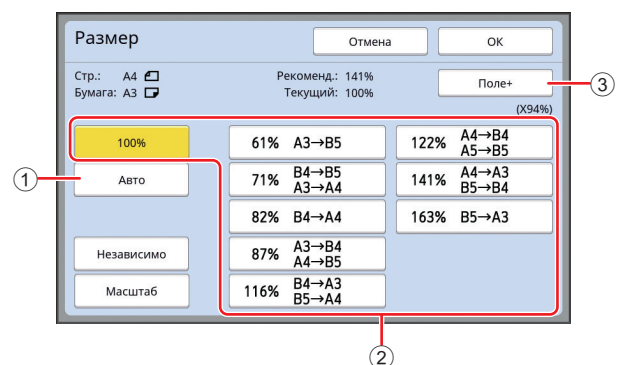 Размер
Отмена
ОК
Стр.: A4
Бумага: A3
Рекоменд.: 141%
Текущий: 100%
Поле+
(X94%)
100%
Авто
Независимо
Масштаб
61% A3→B5
71% B4→B5
A3→A4
82% B4→A4
87% A3→B4
A4→B5
116% B4→A3
B5→A4
122% A4→B4
A5→B5
141% A4→A3
B5→B4
163% B5→A3
1
2
3